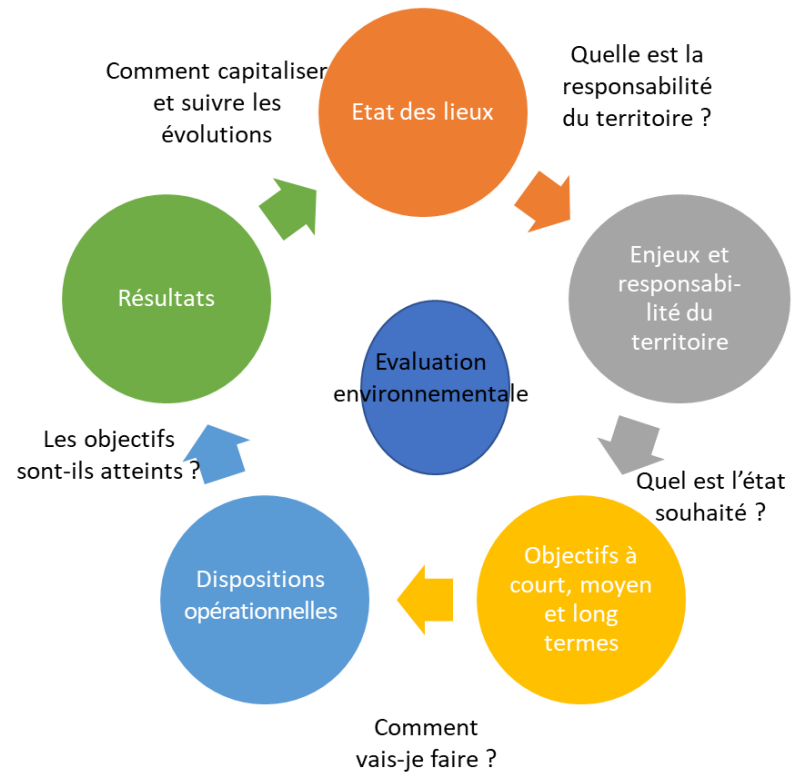 Comment capitaliser
et suivre les
évolutions
Etat des lieux
Quelle est la
responsabilité
du territoire ?
Enjeux et
responsabi-
lité du
territoire
Résultats
Evaluation
environnementale
Les objectifs
sont-ils atteints ?
Quel est l’état
souhaité ?
Objectifs à
court, moyen
et long
termes
Dispositions
opérationnelles
Comment
vais-je faire ?